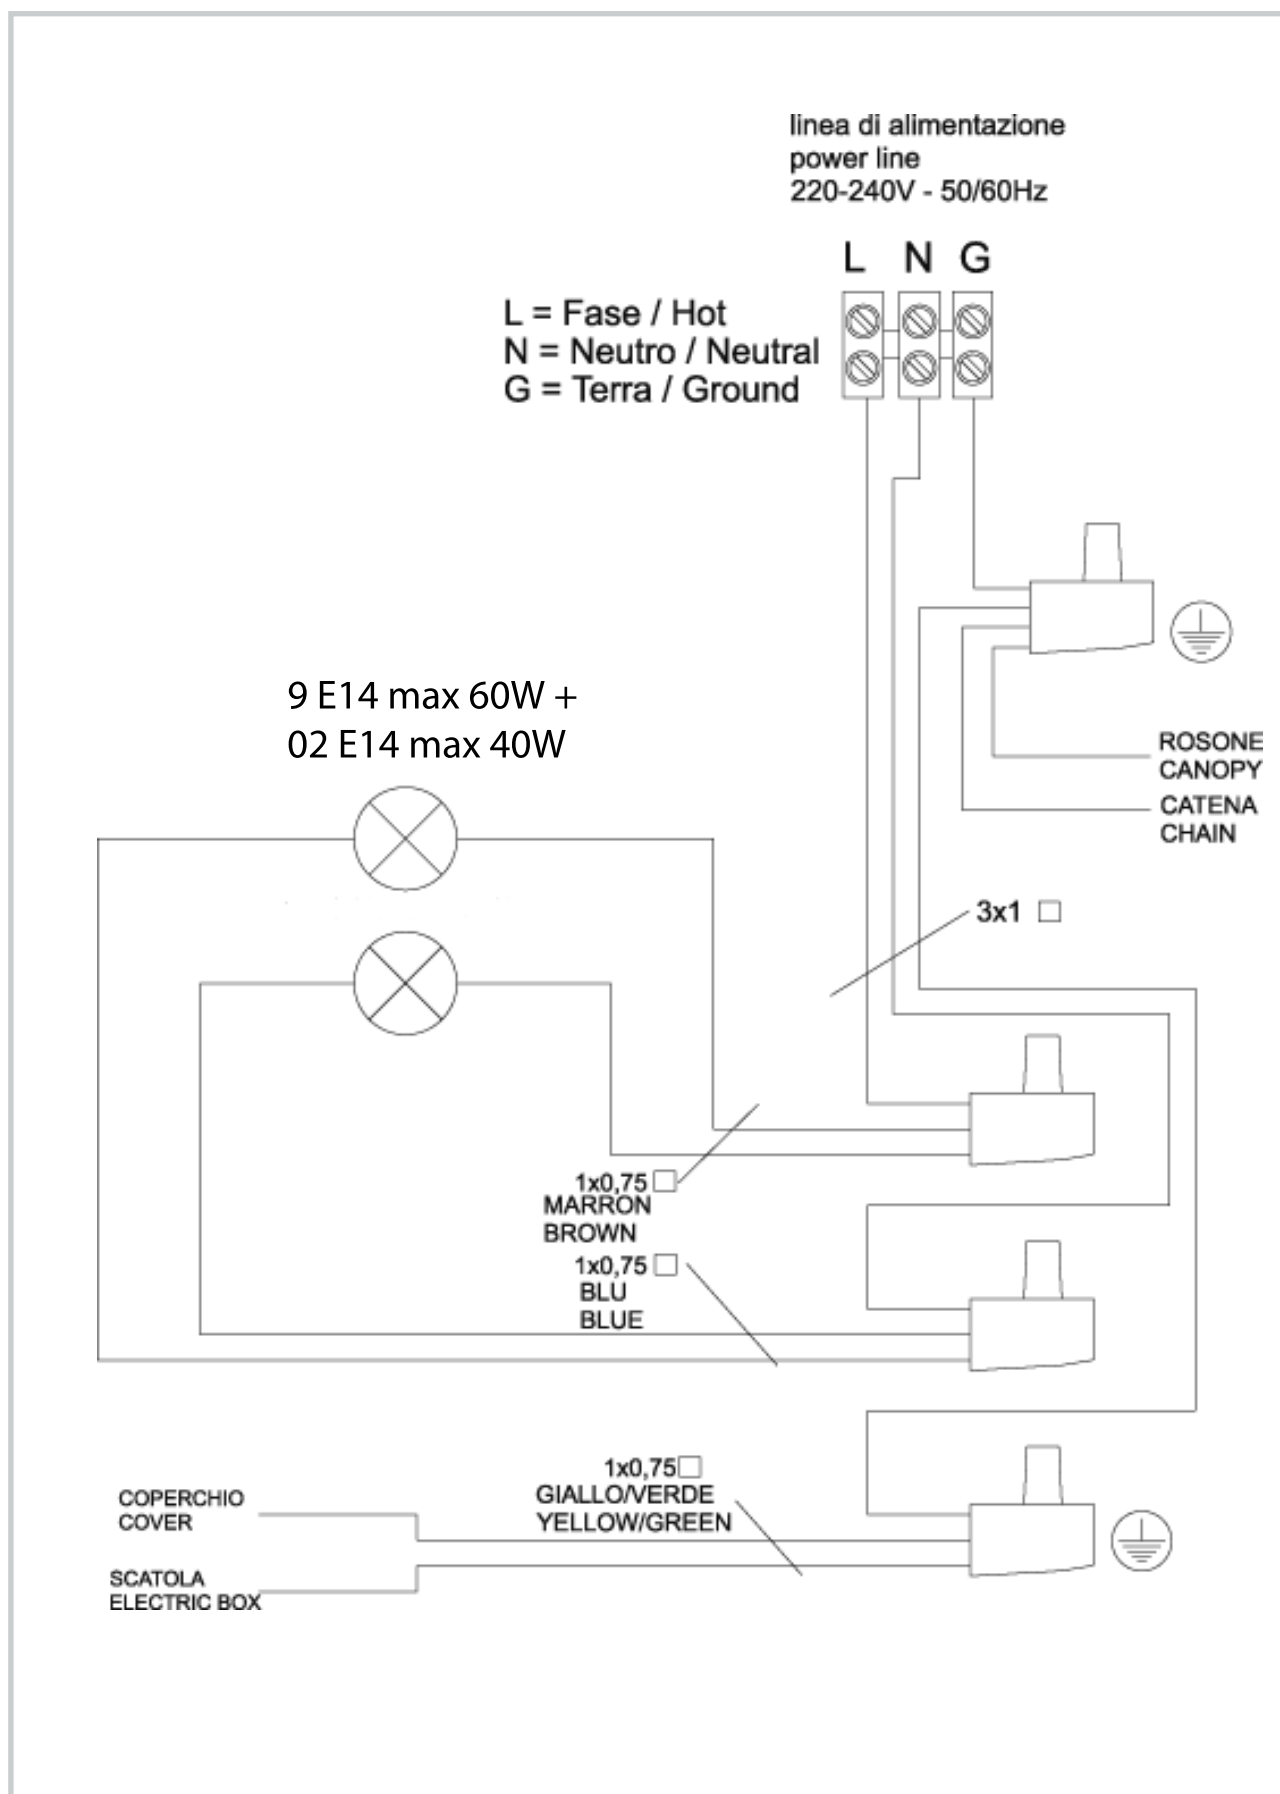 linea di alimentazione
power line
220-240V - 50/60Hz
L N G
L = Fase / Hot
N = Neutro / Neutral
G = Terra / Ground
9 E14 max 60W +
02 E14 max 40W
ROSONE
CANOPY
CATENA
CHAIN
3x1
1x0,75
MARRON
BROWN
1x0,75
BLU
BLUE
1x0,75
GIALLO/VERDE
YELLOW/GREEN
COPERCHIO
COVER
SCATOLA
ELECTRIC BOX